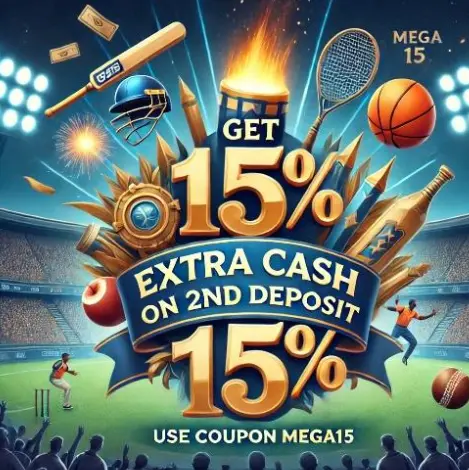 MEGA
15
GET
15%
EXTRA CASH
ON 2ND DEPOSIT
15%
USE COUPON MEGA15